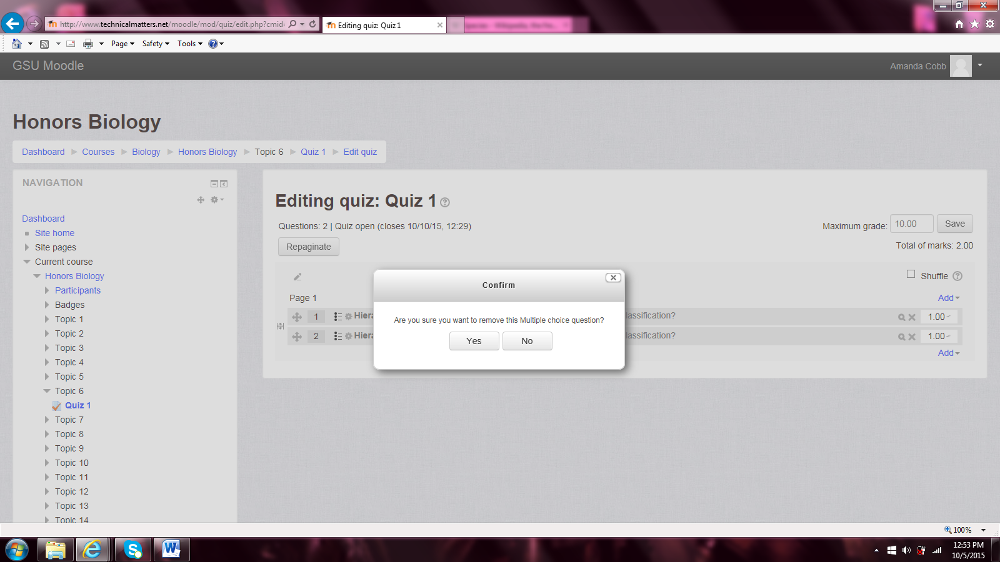 http://www.technicalmatters.net/moodle/mod/quiz/edit.php?cmid=
Editing quiz: Quiz 1
Page
Safety
Tools
GSU Moodle
Amanda Cobb
Honors Biology
Dashboard Courses Biology Honors Biology Topic 6 Quiz 1 Edit quiz
NAVIGATION
Dashboard
Site home
Site pages
Current course
Honors Biology
Participants
Badges
Topic 1
Topic 2
Topic 3
Topic 4
Topic 5
Topic 6
Quiz 1
Topic 7
Topic 8
Topic 9
Topic 10
Topic 11
Topic 12
Topic 13
Topic 14
Editing quiz: Quiz 1
Questions: 2 | Quiz open (closes 10/10/15, 12:29)
Maximum grade: 10.00 Save
Repaginate
Total of marks: 2.00
Shuffle
Page 1
Add
1 Hiera lassification? 1.00
2 Hiera lassification? 1.00
Add
Confirm
Are you sure you want to remove this Multiple choice question?
Yes No
100%
12:53 PM
10/5/2015